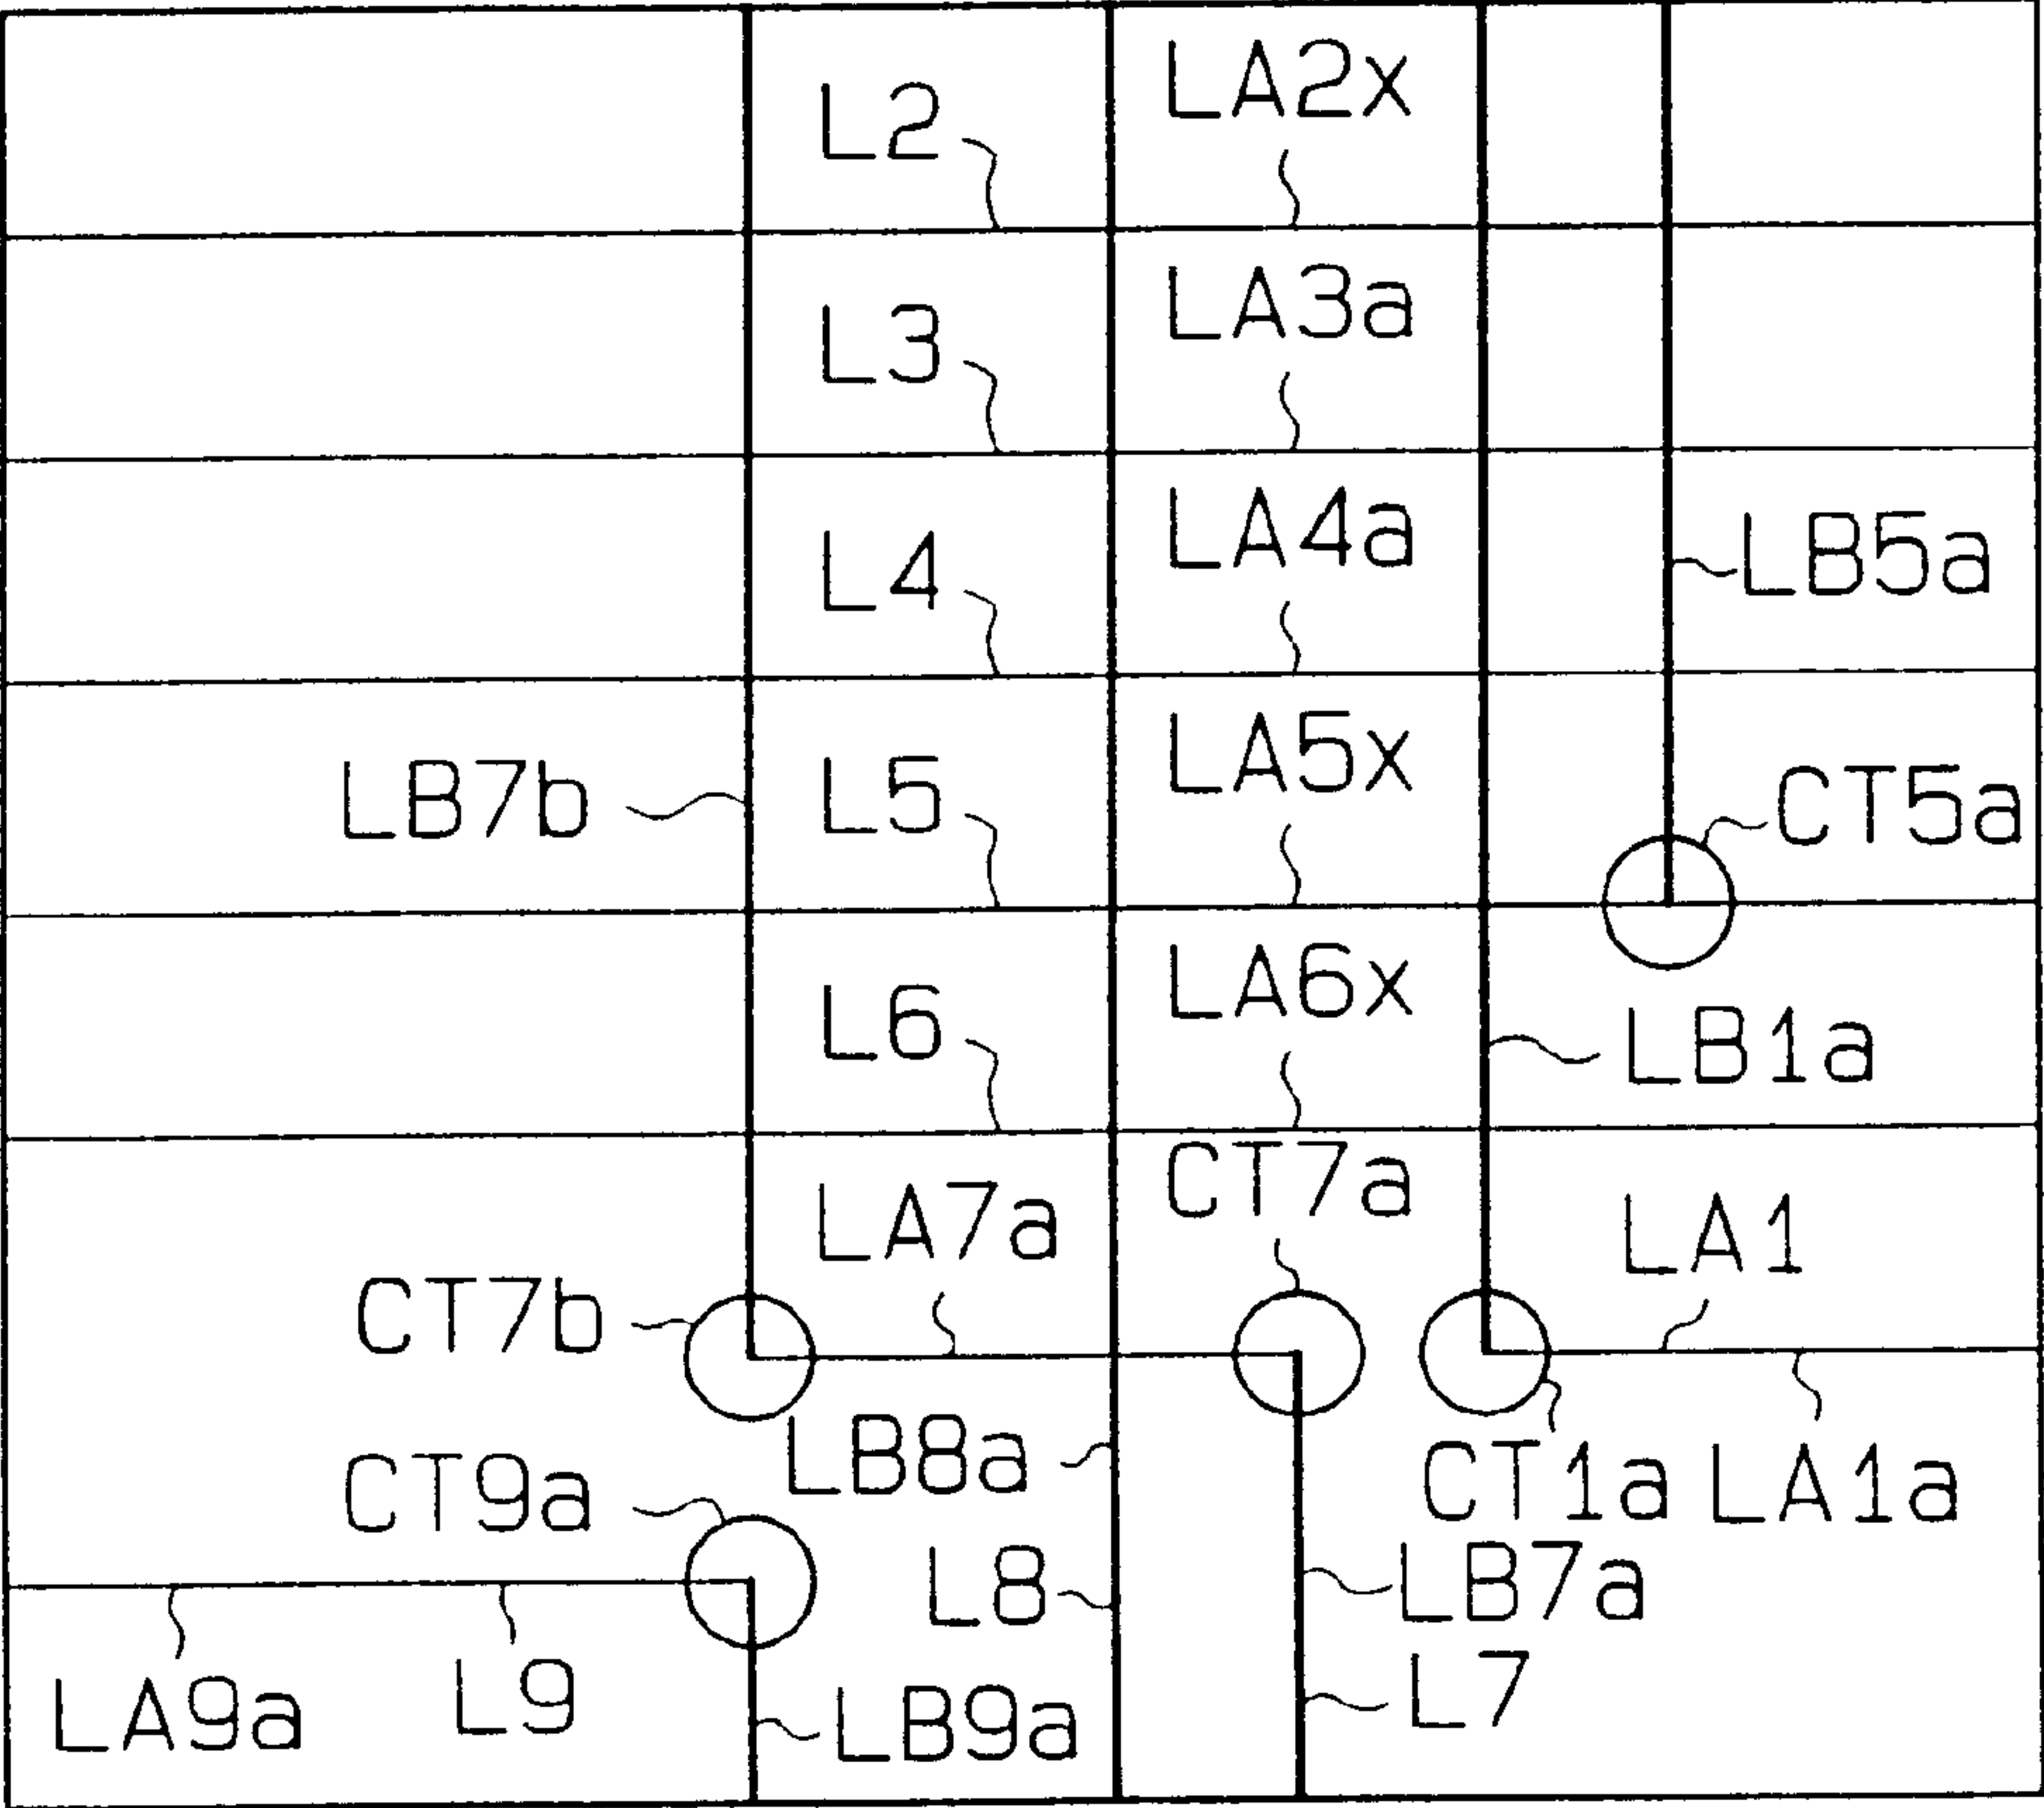 L2 LA2x
L3 LA3a
L4 LA4a LB5a
LB7b L5 LA5x CT5a
L6 LA6x LB1a
LA7a CT7a LA1
CT7b
CT9a LB8a CT1a LA1a
L8 LB7a
LA9a L9 LB9a L7